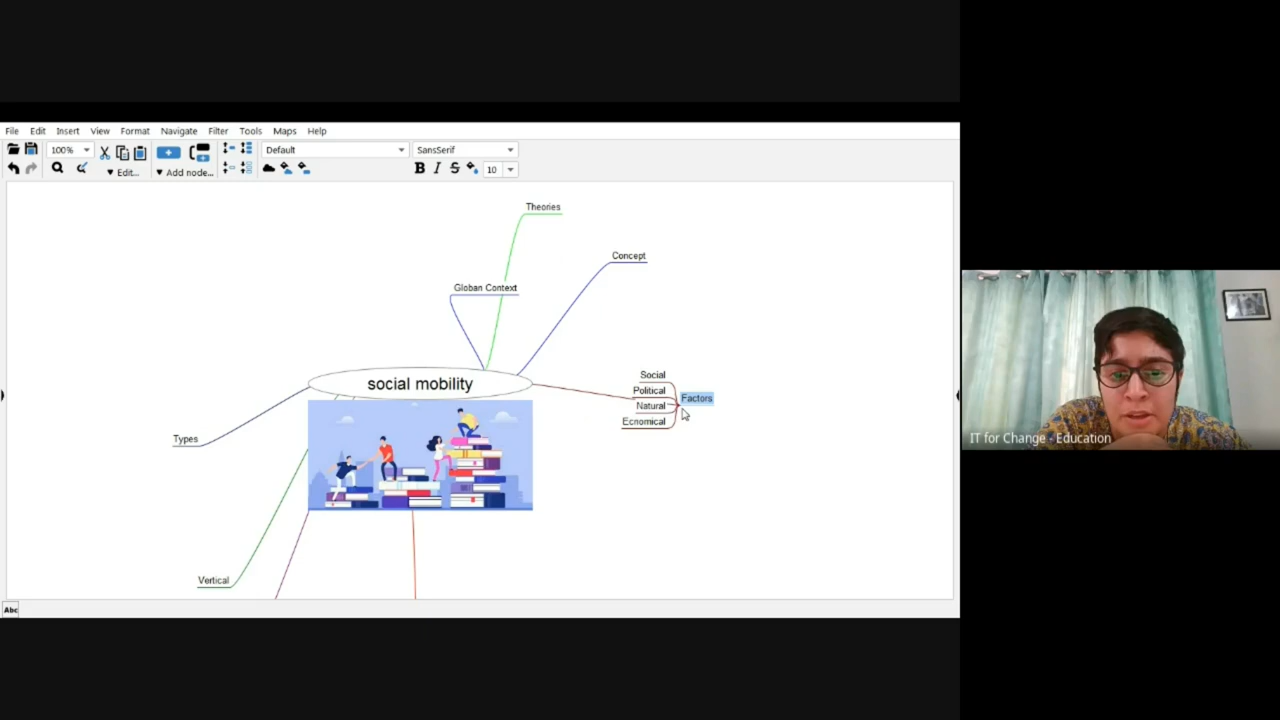 File Edit Insert View Format Navigate Filter Tools Maps Help
100% Default SansSerif
Edit... Add node... B I S 10
Theories
Concept
Globan Context
social mobility
Social
Political
Natural
Ecnomical
Factors
Types
Vertical
IT for Change - Education
Abc